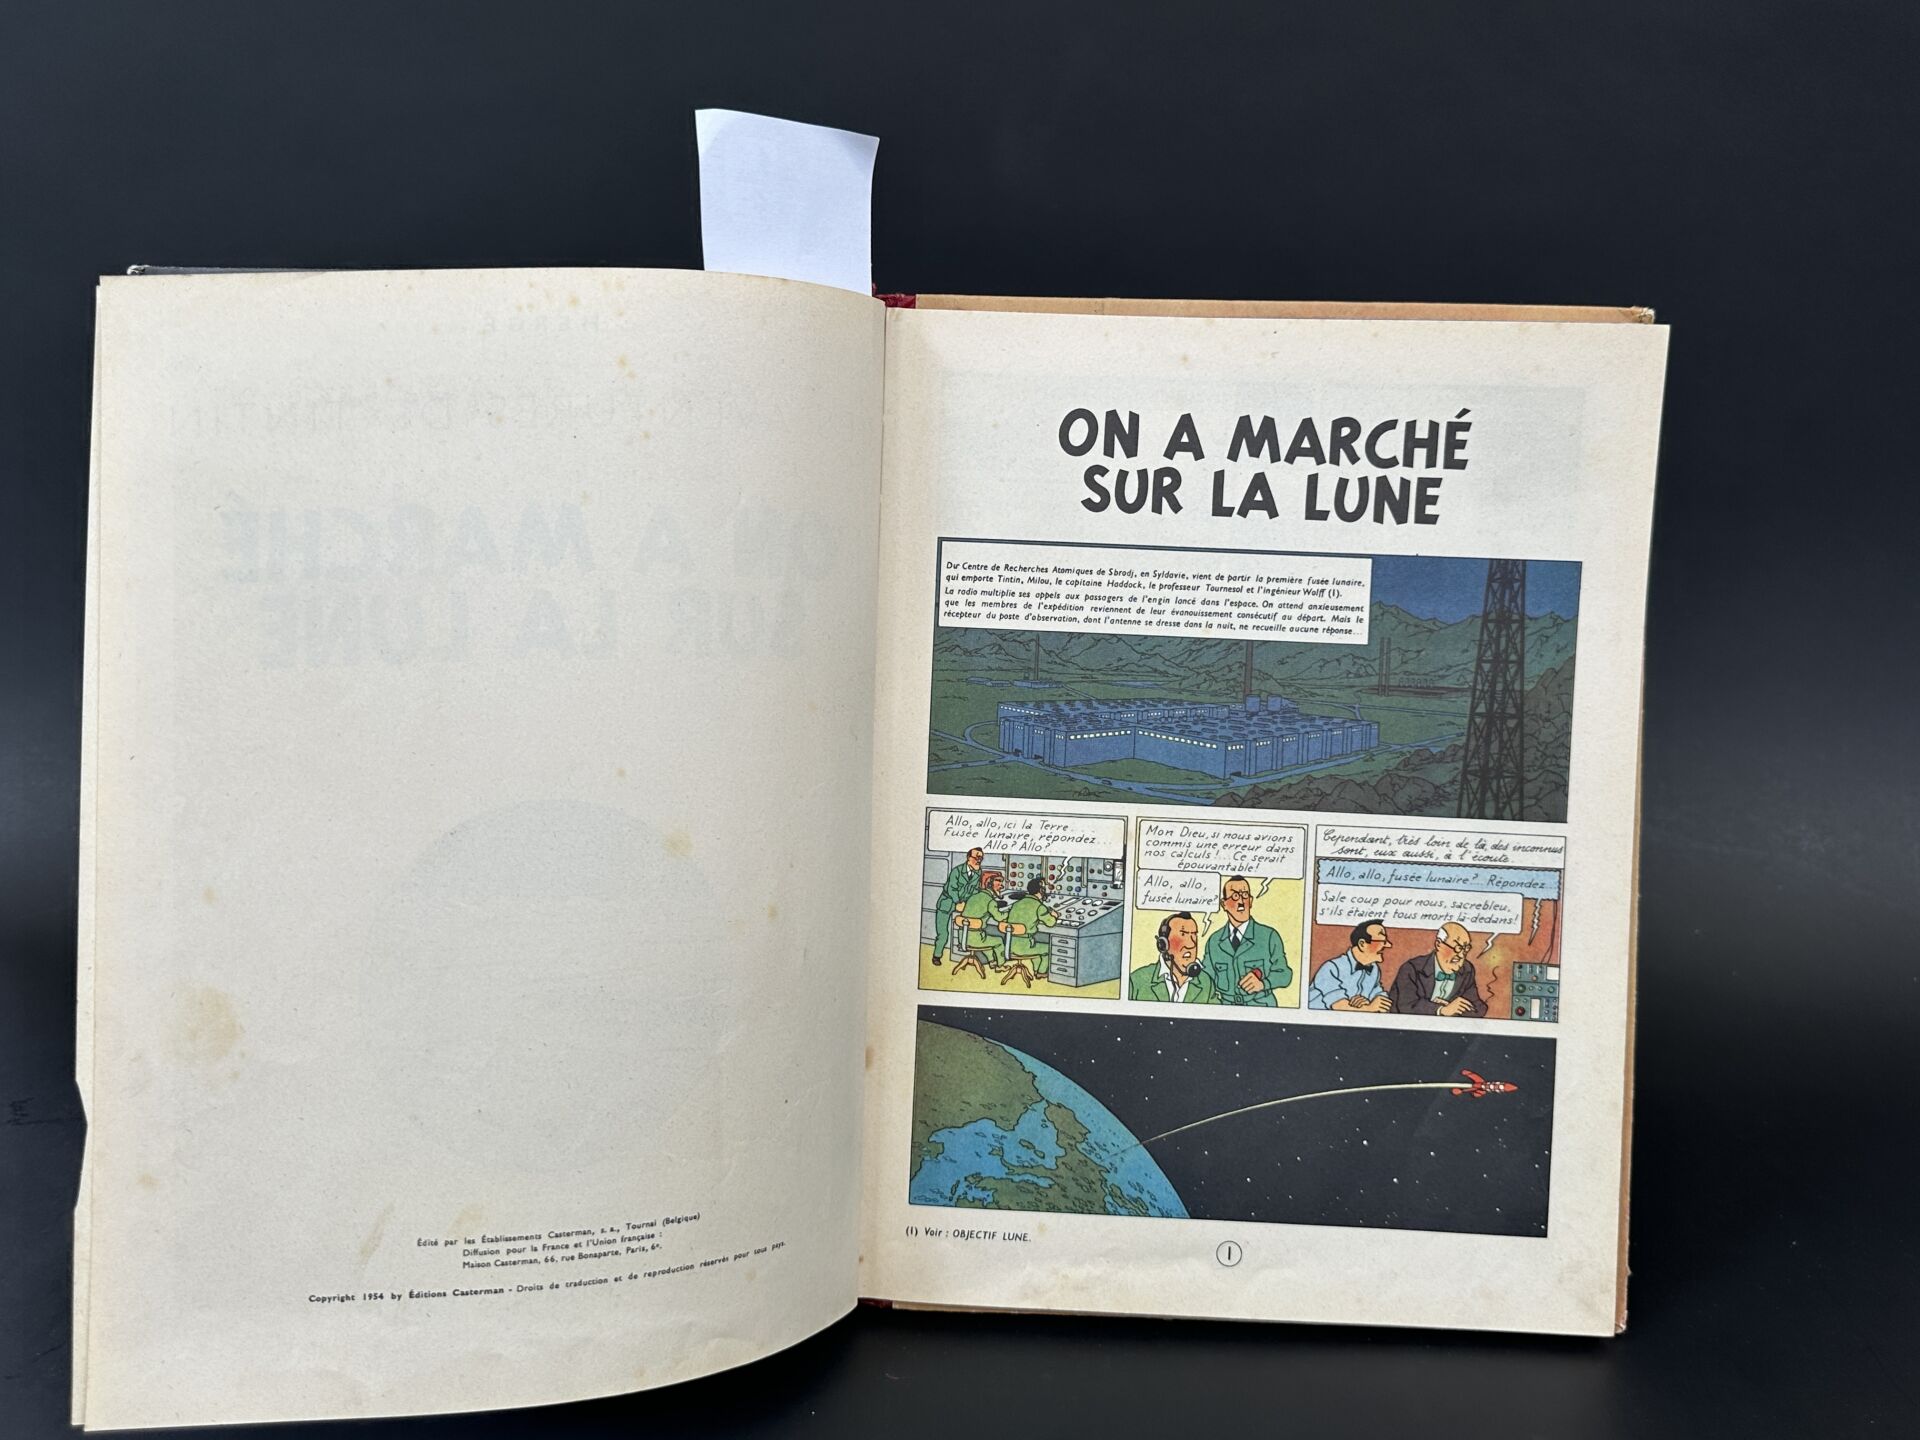 Édité par les Établissements Casterman, s. a., Tournai (Belgique)
Diffusion pour la France et l'Union française :
Maison Casterman, 66, rue Bonaparte, Paris, 6e.
Copyright 1954 by Éditions Casterman - Droits de traduction et de reproduction réservés pour tous pays.
ON A MARCHÉ
SUR LA LUNE
Du Centre de Recherches Atomiques de Sbrodj, en Syldavie, vient de partir la première fusée lunaire,
qui emporte Tintin, Milou, le capitaine Haddock, le professeur Tournesol et l'ingénieur Wolff (1).
La radio multiplie ses appels aux passagers de l'engin lancé dans l'espace. On attend anxieusement
que les membres de l'expédition reviennent de leur évanouissement consécutif au départ. Mais le
récepteur du poste d'observation, dont l'antenne se dresse dans la nuit, ne recueille aucune réponse...
Allo, allo, ici la Terre...
Fusée lunaire, répondez...
Allo? Allo?...
Mon Dieu, si nous avions
commis une erreur dans
nos calculs!... Ce serait
épouvantable!
Allo, allo,
fusée lunaire?
Cependant, très loin de là, des inconnus
sont, eux aussi, à l'écoute...
Allo, allo, fusée lunaire?... Répondez...
Sale coup pour nous, sacrebleu,
s'ils étaient tous morts là-dedans!
(1) Voir : OBJECTIF LUNE.
1